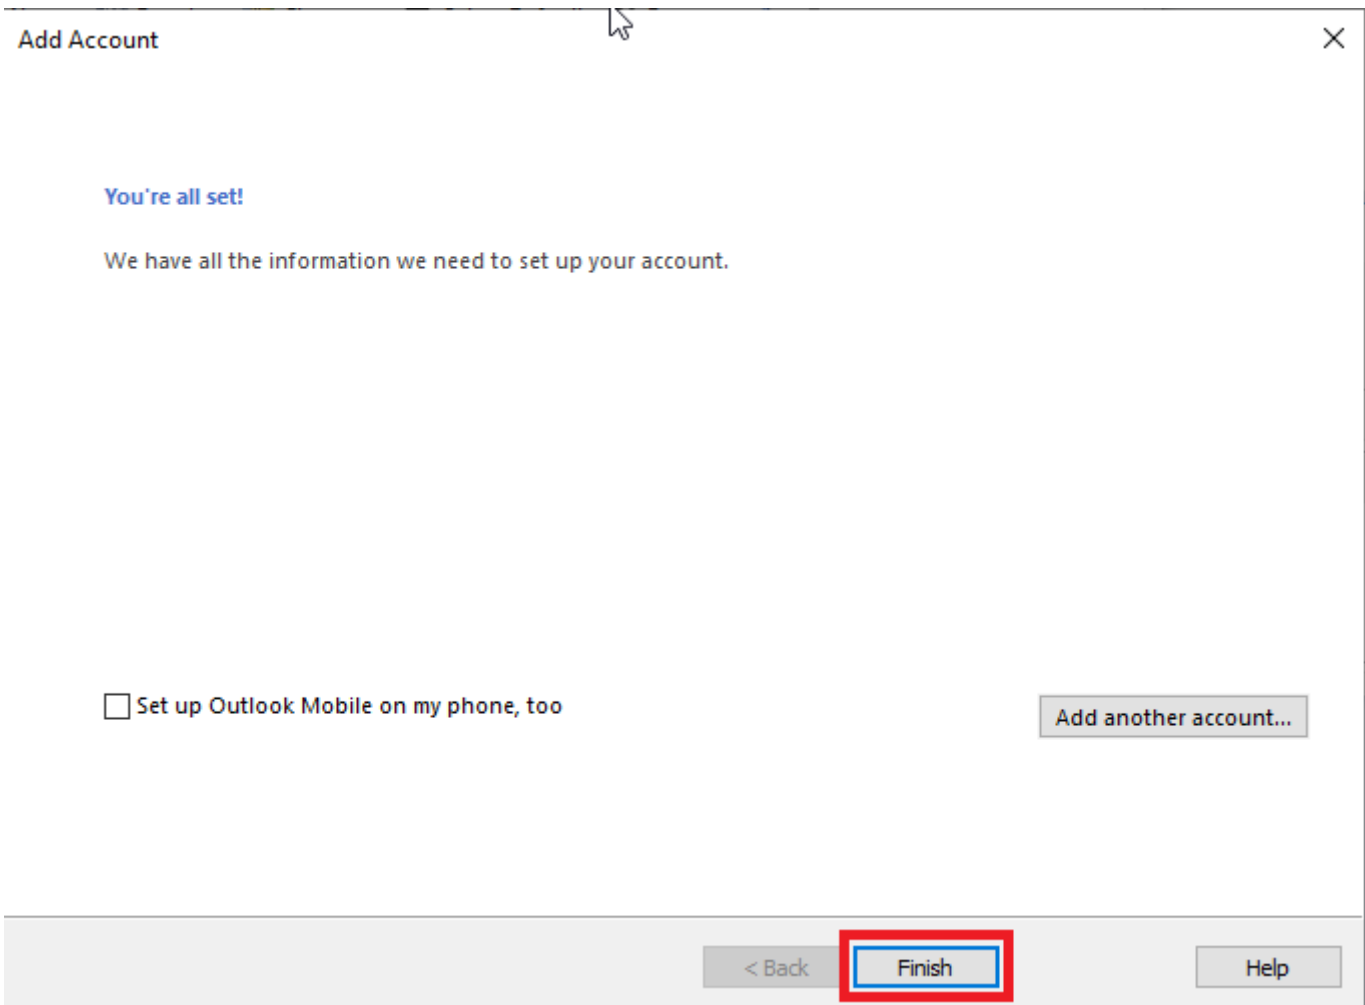 Add Account
You're all set!
We have all the information we need to set up your account.
Set up Outlook Mobile on my phone, too
Add another account...
< Back
Finish
Help